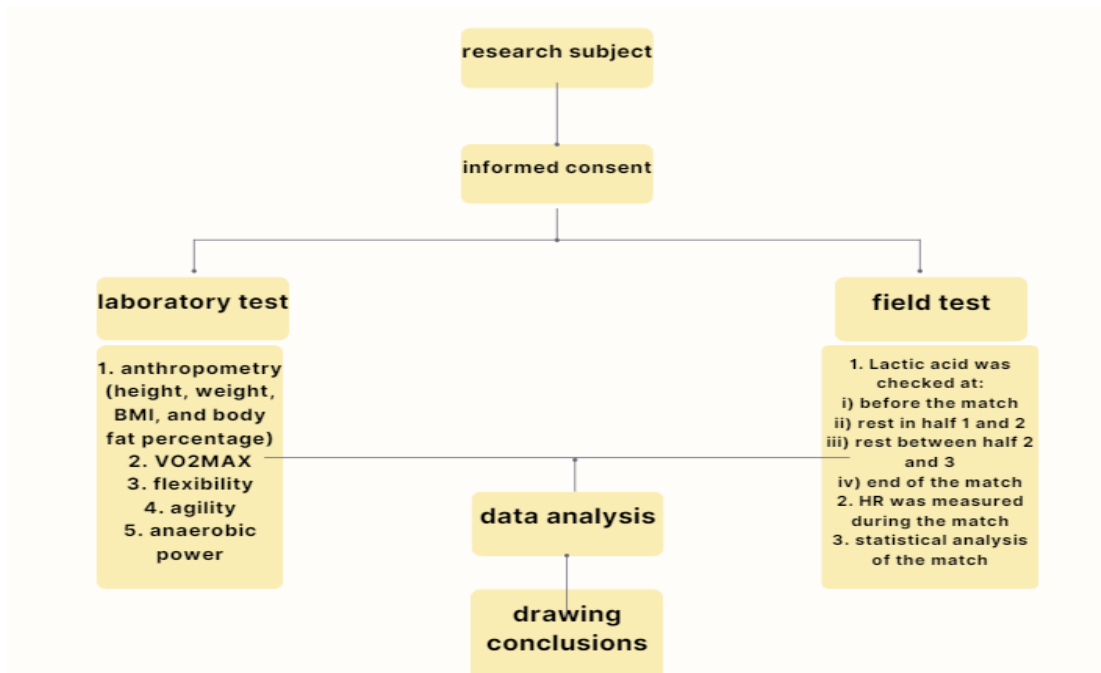 research subject
informed consent
laboratory test
1. anthropometry
(height, weight,
BMI, and body
fat percentage)
2. VO2MAX
3. flexibility
4. agility
5. anaerobic
power
field test
1. Lactic acid was
checked at:
i) before the match
ii) rest in half 1 and 2
iii) rest between half 2
and 3
iv) end of the match
2. HR was measured
during the match
3. statistical analysis
of the match
data analysis
drawing
conclusions